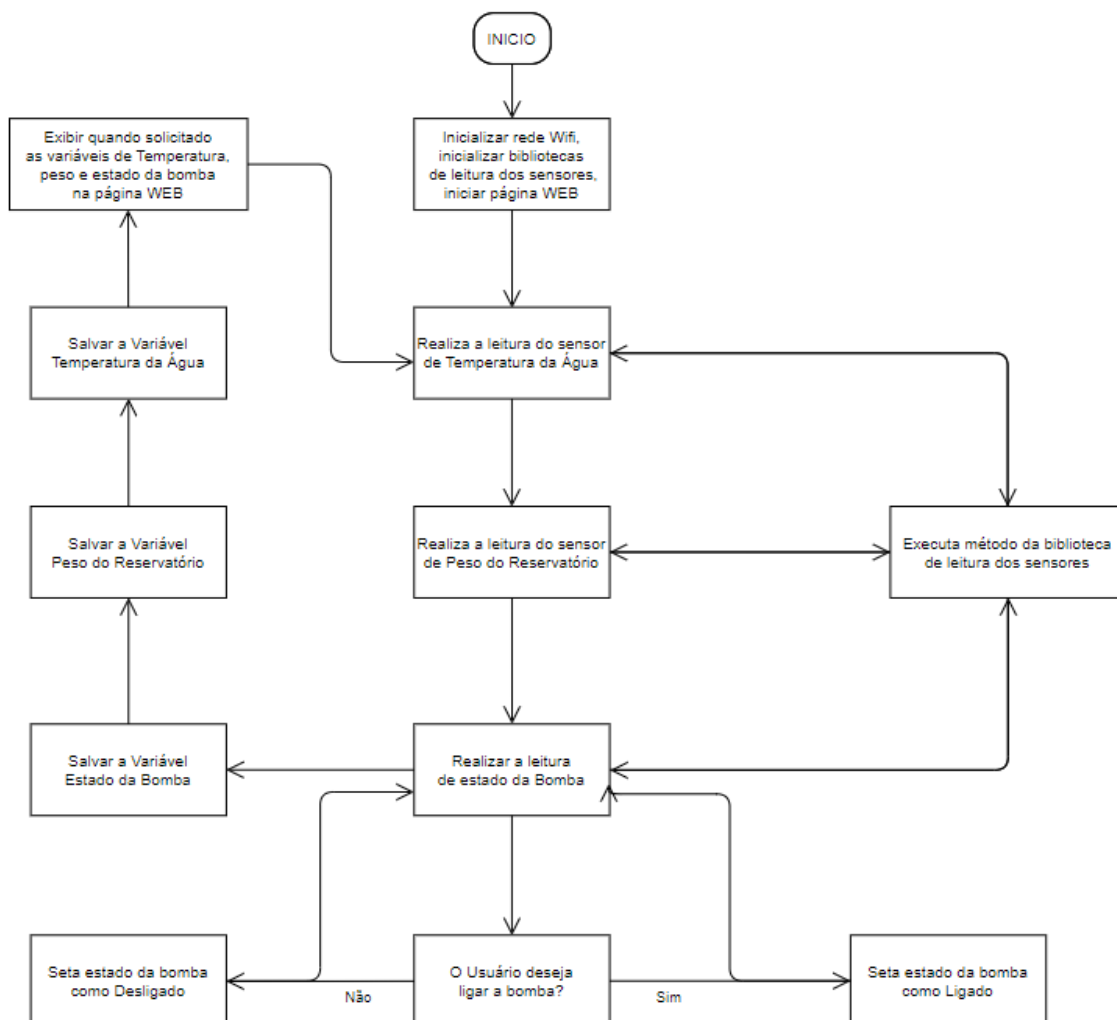 INICIO
Exibir quando solicitado
as variáveis de Temperatura,
peso e estado da bomba
na página WEB
Inicializar rede Wifi,
inicializar bibliotecas
de leitura dos sensores,
iniciar página WEB
Salvar a Variável
Temperatura da Água
Realiza a leitura do sensor
de Temperatura da Água
Salvar a Variável
Peso do Reservatório
Realiza a leitura do sensor
de Peso do Reservatório
Executa método da biblioteca
de leitura dos sensores
Salvar a Variável
Estado da Bomba
Realizar a leitura
de estado da Bomba
Seta estado da bomba
como Desligado
Não
O Usuário deseja
ligar a bomba?
Sim
Seta estado da bomba
como Ligado